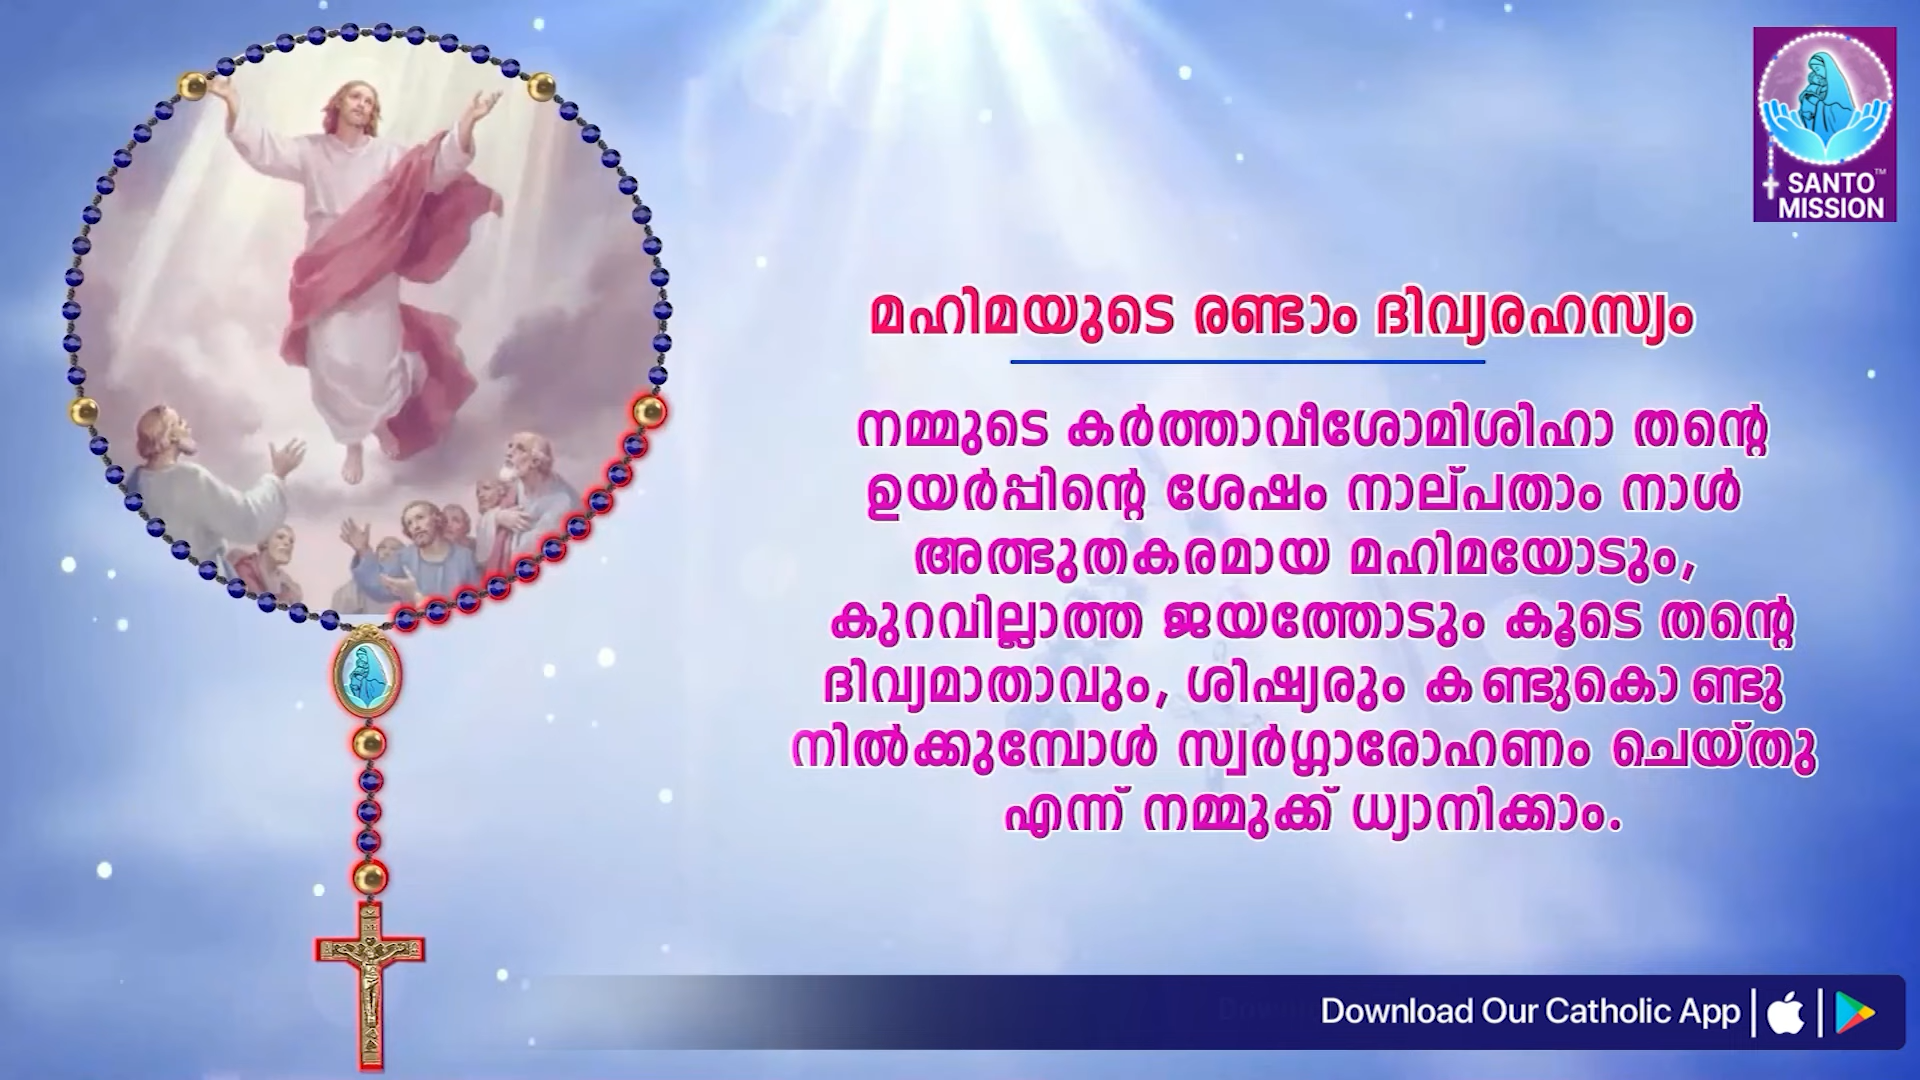 SANTO™
MISSION
മഹിമയുടെ രണ്ടാം ദിവ്യരഹസ്യം
നമ്മുടെ കർത്താവീശോമിശിഹാ തന്റെ
ഉയർപ്പിന്റെ ശേഷം നാല്പതാം നാൾ
അത്ഭുതകരമായ മഹിമയോടും,
കുറവില്ലാത്ത ജയത്തോടും കൂടെ തന്റെ
ദിവ്യമാതാവും, ശിഷ്യരും കണ്ടുകൊണ്ടു
നിൽക്കുമ്പോൾ സ്വർഗ്ഗാരോഹണം ചെയ്തു
എന്ന് നമ്മുക്ക് ധ്യാനിക്കാം.
Download Our Catholic App